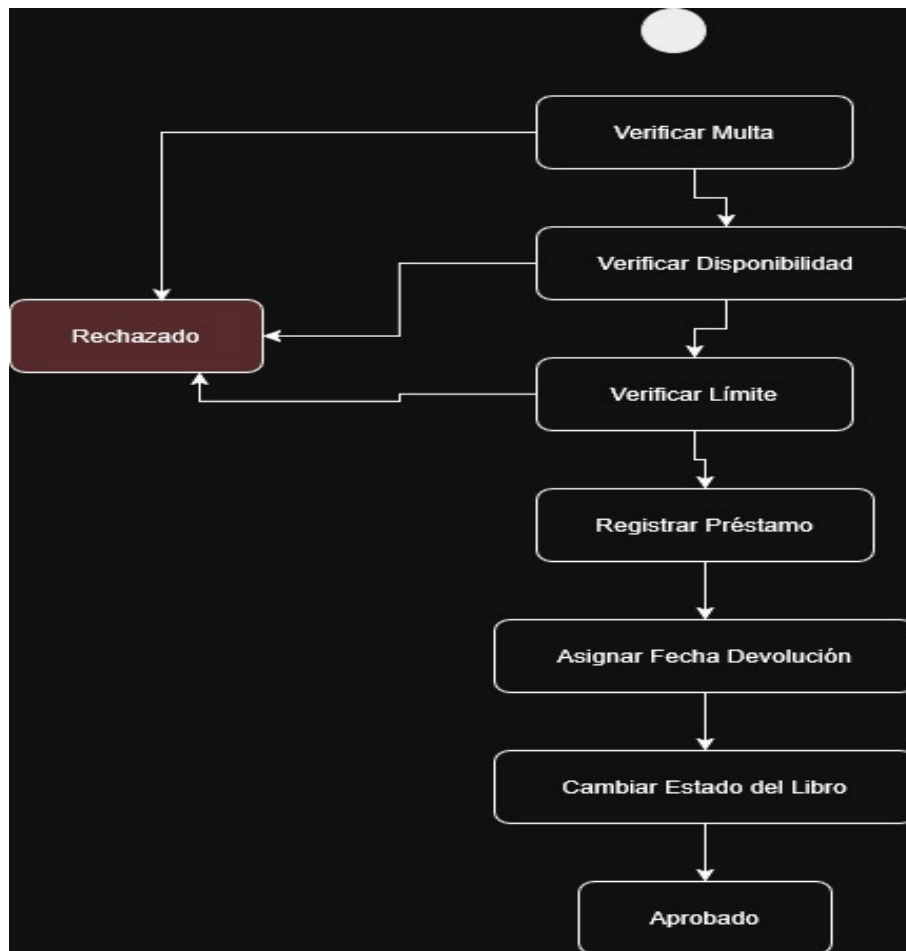 Verificar Multa
Verificar Disponibilidad
Rechazado
Verificar Límite
Registrar Préstamo
Asignar Fecha Devolución
Cambiar Estado del Libro
Aprobado